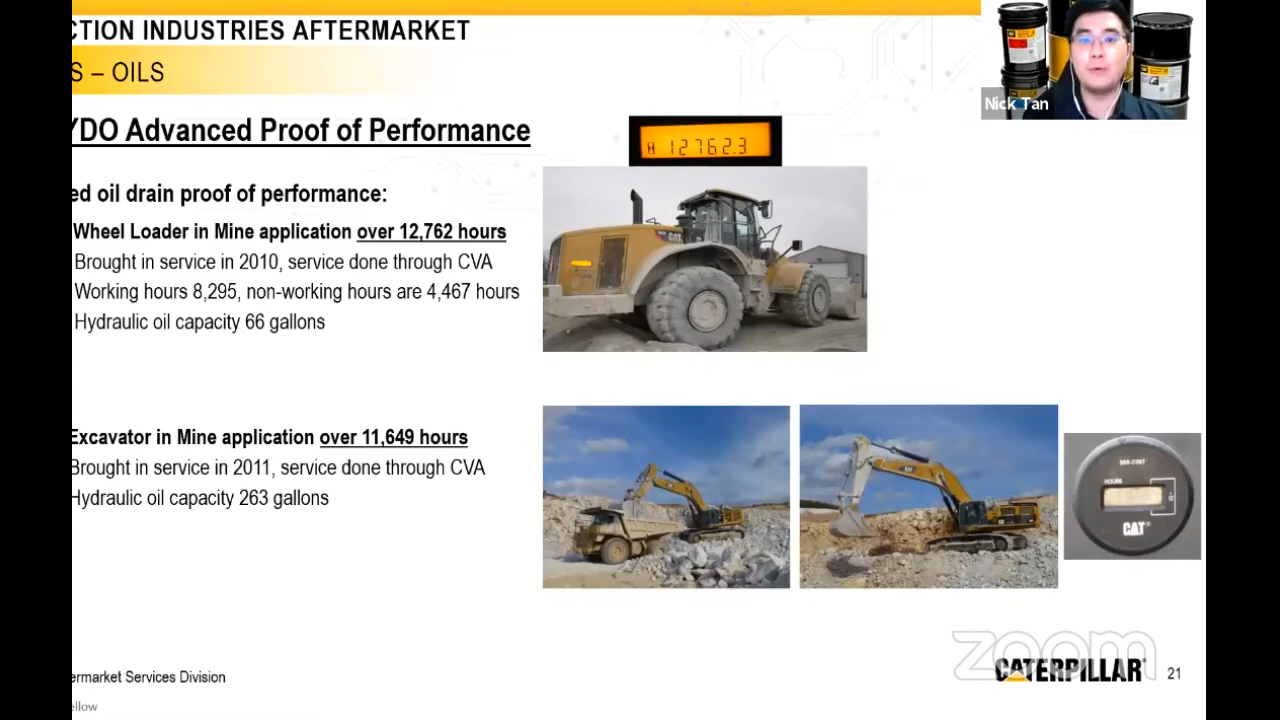 CTION INDUSTRIES AFTERMARKET
S – OILS
YDO Advanced Proof of Performance
ed oil drain proof of performance:
Wheel Loader in Mine application over 12,762 hours
Brought in service in 2010, service done through CVA
Working hours 8,295, non-working hours are 4,467 hours
Hydraulic oil capacity 66 gallons
Excavator in Mine application over 11,649 hours
Brought in service in 2011, service done through CVA
Hydraulic oil capacity 263 gallons
12762.3
Nick Tan
HOURS
CAT
zoom
CATERPILLAR
21
ermarket Services Division
ellow